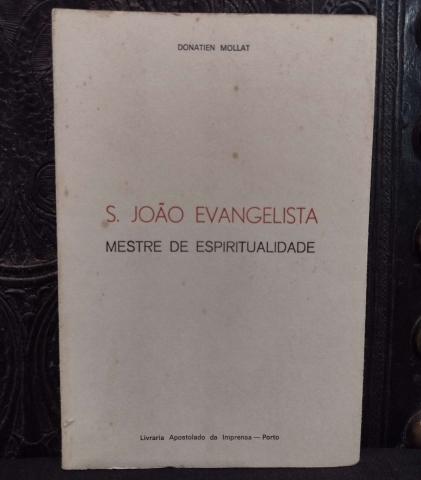 DONATIEN MOLLAT
S. JOÃO EVANGELISTA
MESTRE DE ESPIRITUALIDADE
Livraria Apostolado da Imprensa — Porto